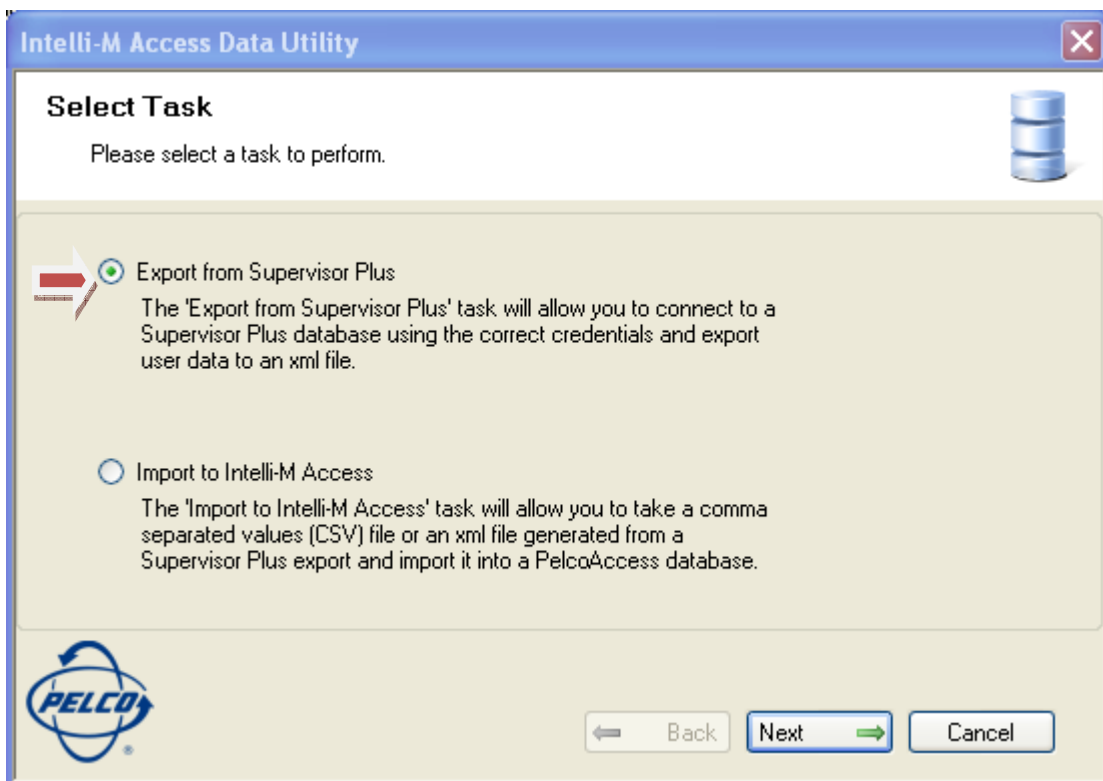 Intelli-M Access Data Utility
Select Task
Please select a task to perform.
Export from Supervisor Plus
The 'Export from Supervisor Plus' task will allow you to connect to a
Supervisor Plus database using the correct credentials and export
user data to an xml file.
Import to Intelli-M Access
The 'Import to Intelli-M Access' task will allow you to take a comma
separated values (CSV) file or an xml file generated from a
Supervisor Plus export and import it into a PelcoAccess database.
PELCO
®
Back
Next
Cancel